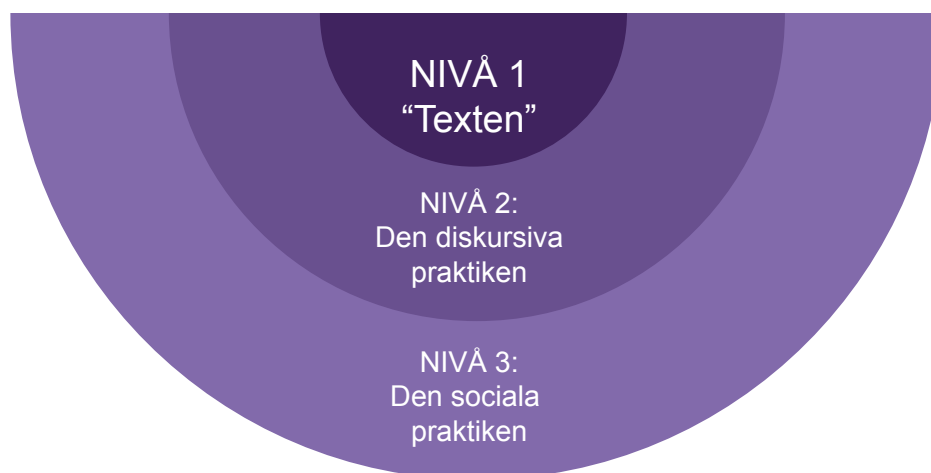 NIVÅ 1
“Texten”
NIVÅ 2:
Den diskursiva
praktiken
NIVÅ 3:
Den sociala
praktiken